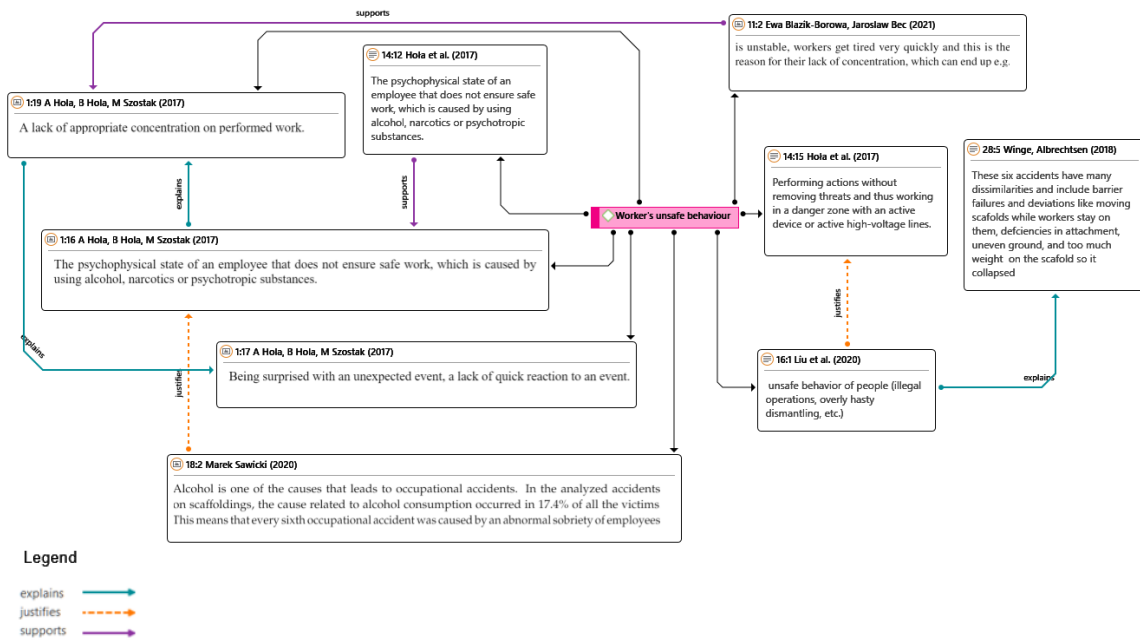 supports
11:2 Ewa Blazik-Borowa, Jaroslaw Bec (2021)
is unstable, workers get tired very quickly and this is the
reason for their lack of concentration, which can end up e.g.
14:12 Hoła et al. (2017)
The psychophysical state of an
employee that does not ensure safe
work, which is caused by using
alcohol, narcotics or psychotropic
substances.
1:19 A Hola, B Hola, M Szostak (2017)
A lack of appropriate concentration on performed work.
14:15 Hoła et al. (2017)
Performing actions without
removing threats and thus working
in a danger zone with an active
device or active high-voltage lines.
28:5 Winge, Albrechtsen (2018)
These six accidents have many
dissimilarities and include barrier
failures and deviations like moving
scafolds while workers stay on
them, defciencies in attachment,
uneven ground, and too much
weight on the scafold so it
collapsed
explains
supports
Worker's unsafe behaviour
1:16 A Hola, B Hola, M Szostak (2017)
The psychophysical state of an employee that does not ensure safe work, which is caused by
using alcohol, narcotics or psychotropic substances.
justifies
explains
1:17 A Hola, B Hola, M Szostak (2017)
Being surprised with an unexpected event, a lack of quick reaction to an event.
justifies
16:1 Liu et al. (2020)
unsafe behavior of people (illegal
operations, overly hasty
dismantling, etc.)
explains
18:2 Marek Sawicki (2020)
Alcohol is one of the causes that leads to occupational accidents. In the analyzed accidents
on scaffoldings, the cause related to alcohol consumption occurred in 17.4% of all the victims
This means that every sixth occupational accident was caused by an abnormal sobriety of employees
Legend
explains
justifies
supports